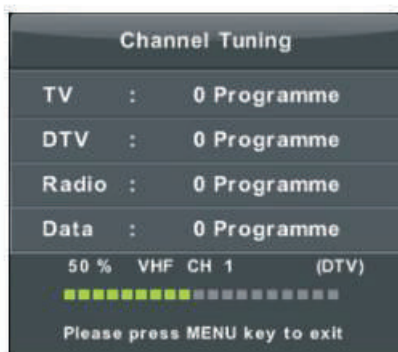 Channel Tuning
TV : 0 Programme
DTV : 0 Programme
Radio : 0 Programme
Data : 0 Programme
50 % VHF CH 1 (DTV)
Please press MENU key to exit